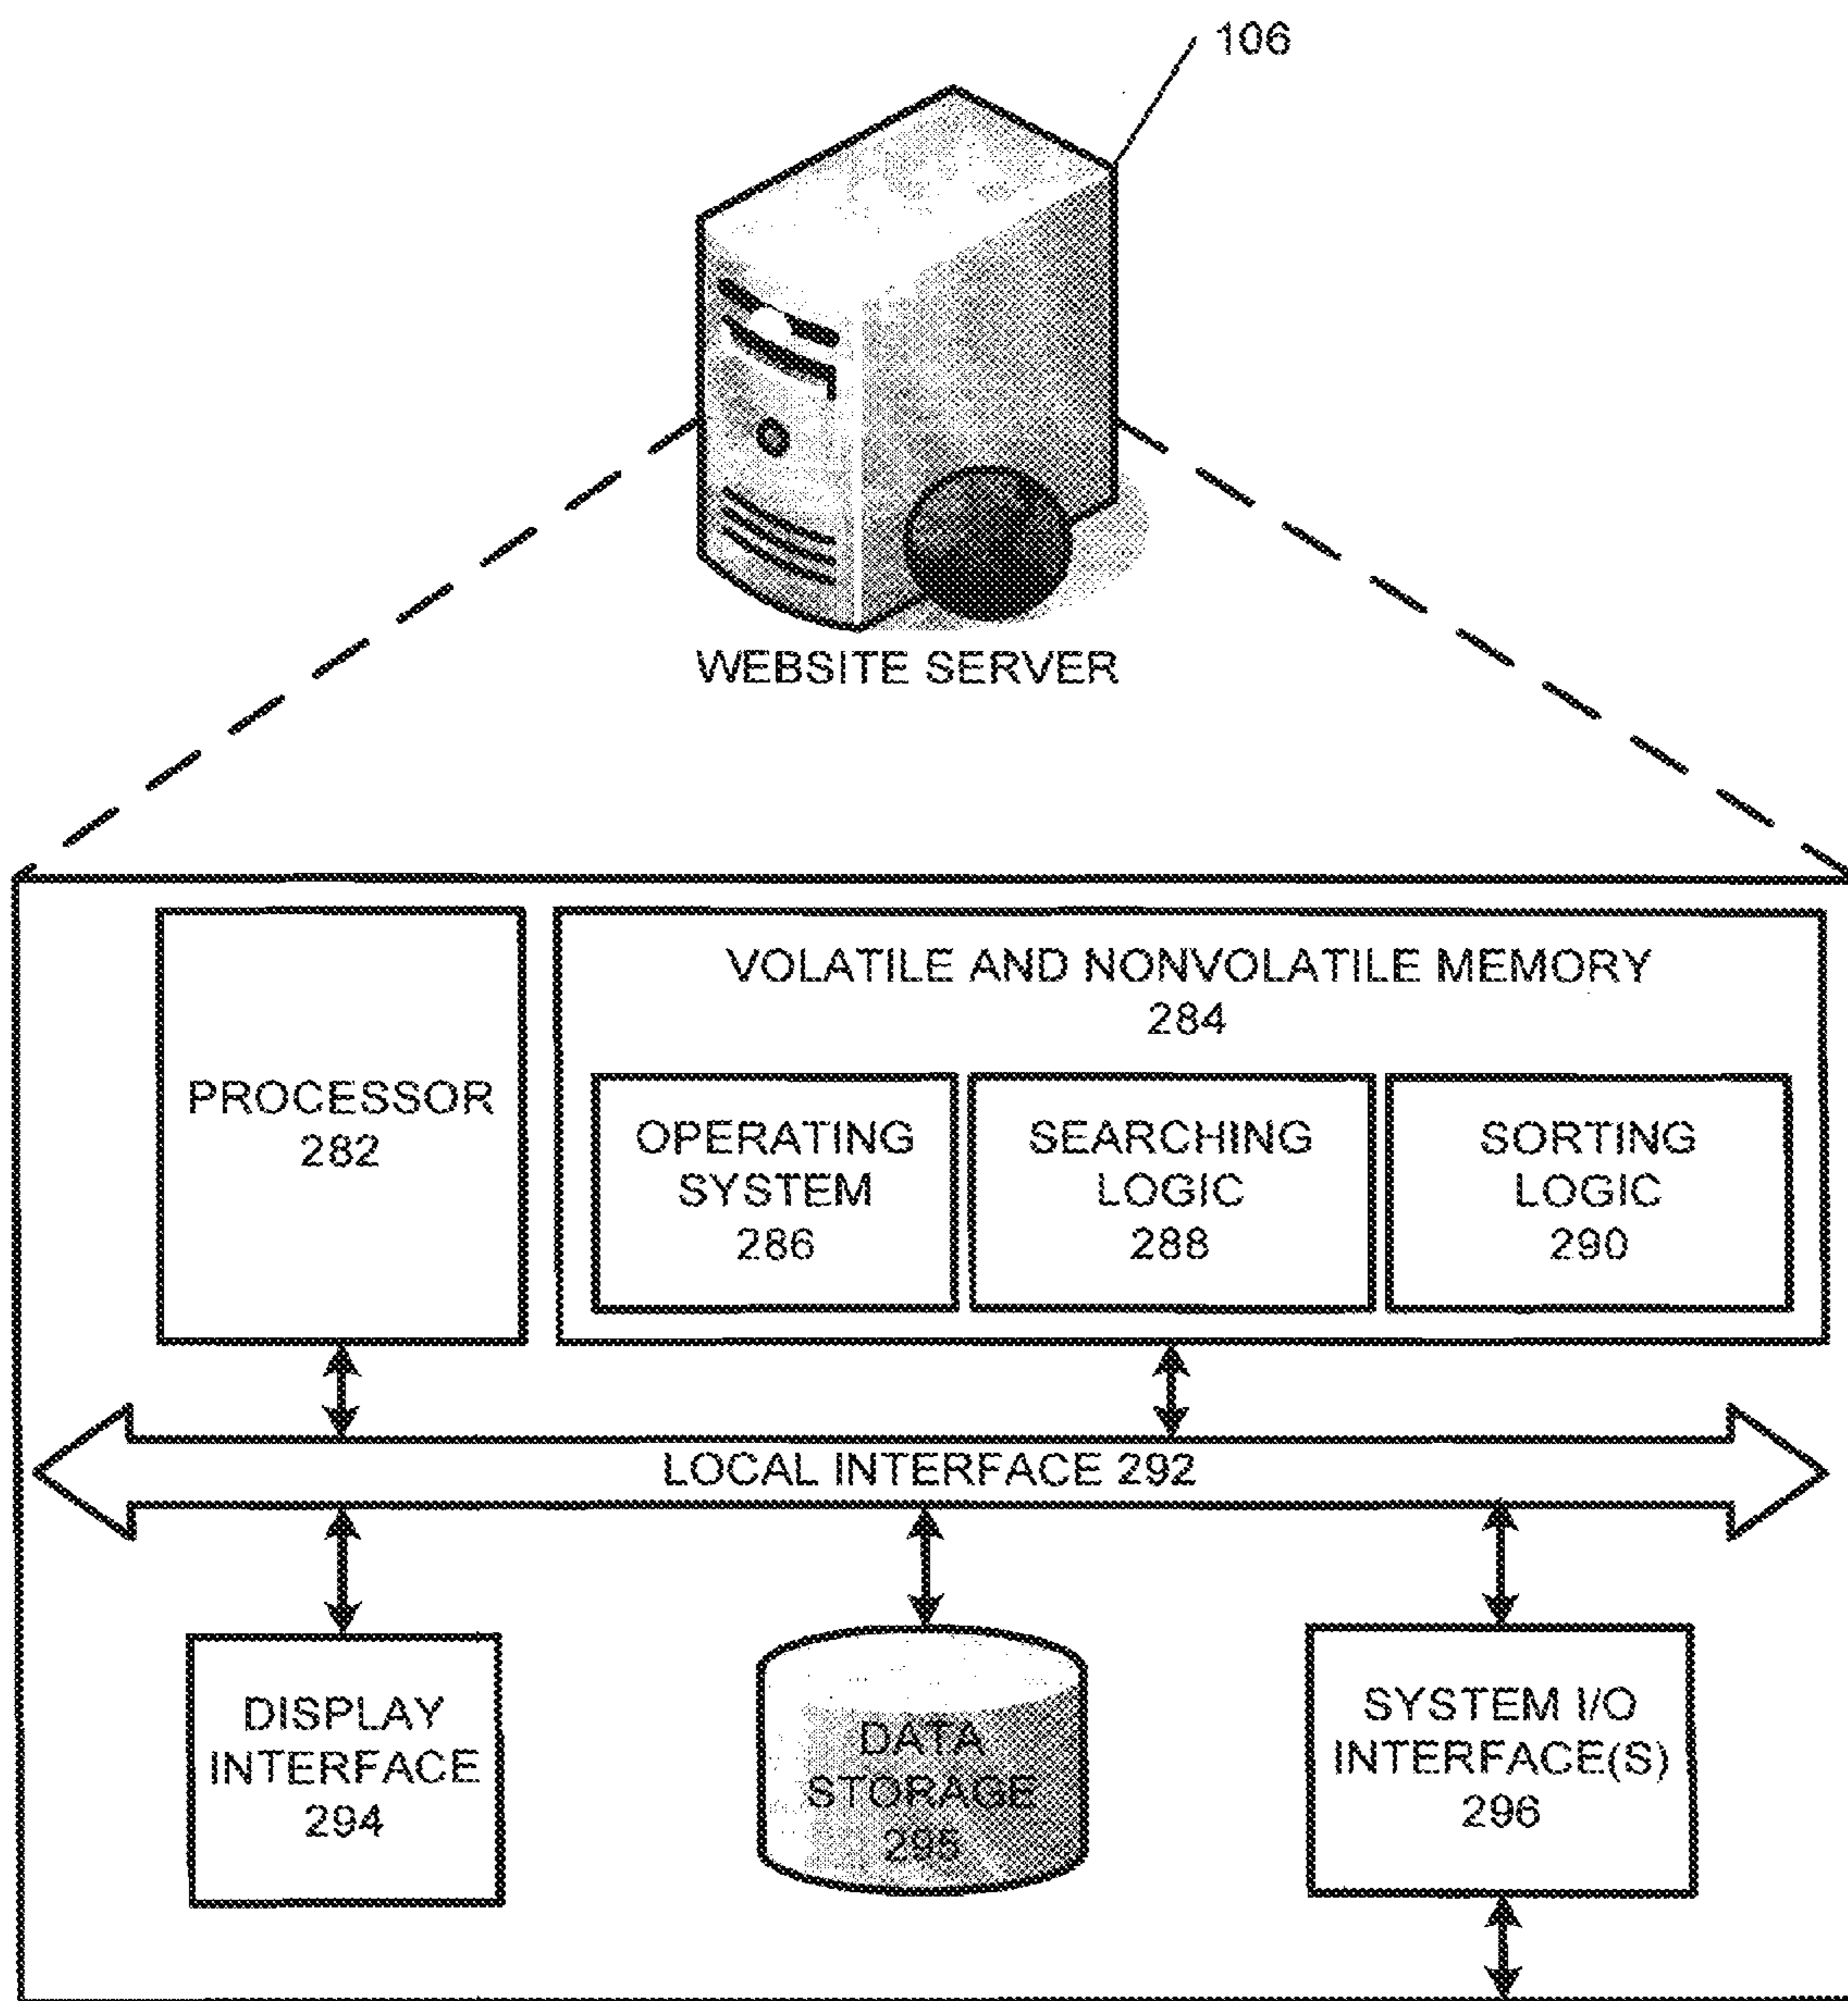 106
WEBSITE SERVER
PROCESSOR
282
VOLATILE AND NONVOLATILE MEMORY
284
OPERATING
SYSTEM
286
SEARCHING
LOGIC
288
SORTING
LOGIC
290
LOCAL INTERFACE 292
DISPLAY
INTERFACE
294
DATA
STORAGE
295
SYSTEM I/O
INTERFACE(S)
296